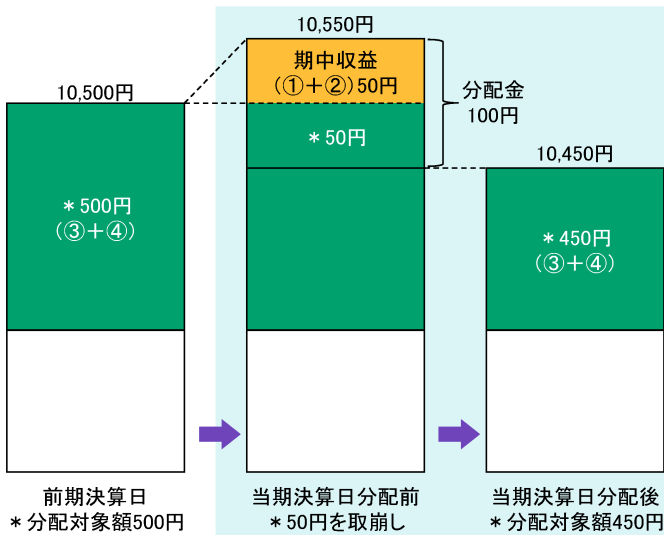 10,550円
期中収益
(①＋②)50円
分配金
100円
10,500円
＊50円
10,450円
＊500円
(③＋④)
＊450円
(③＋④)
前期決算日
＊分配対象額500円
当期決算日分配前
＊50円を取崩し
当期決算日分配後
＊分配対象額450円